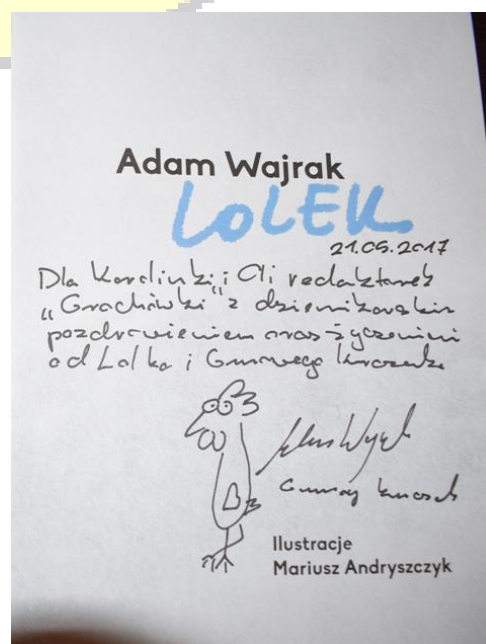 Adam Wajrak
LOLEK
21.05.2017
Dla Karolinki i Oli redaktorek
"Grochówki" z dziennikarskim
pozdrowieniem oraz życzeniami
od Lolka i Gumowego kurczaka
Gumowy kurczak
Ilustracje
Mariusz Andryszczyk